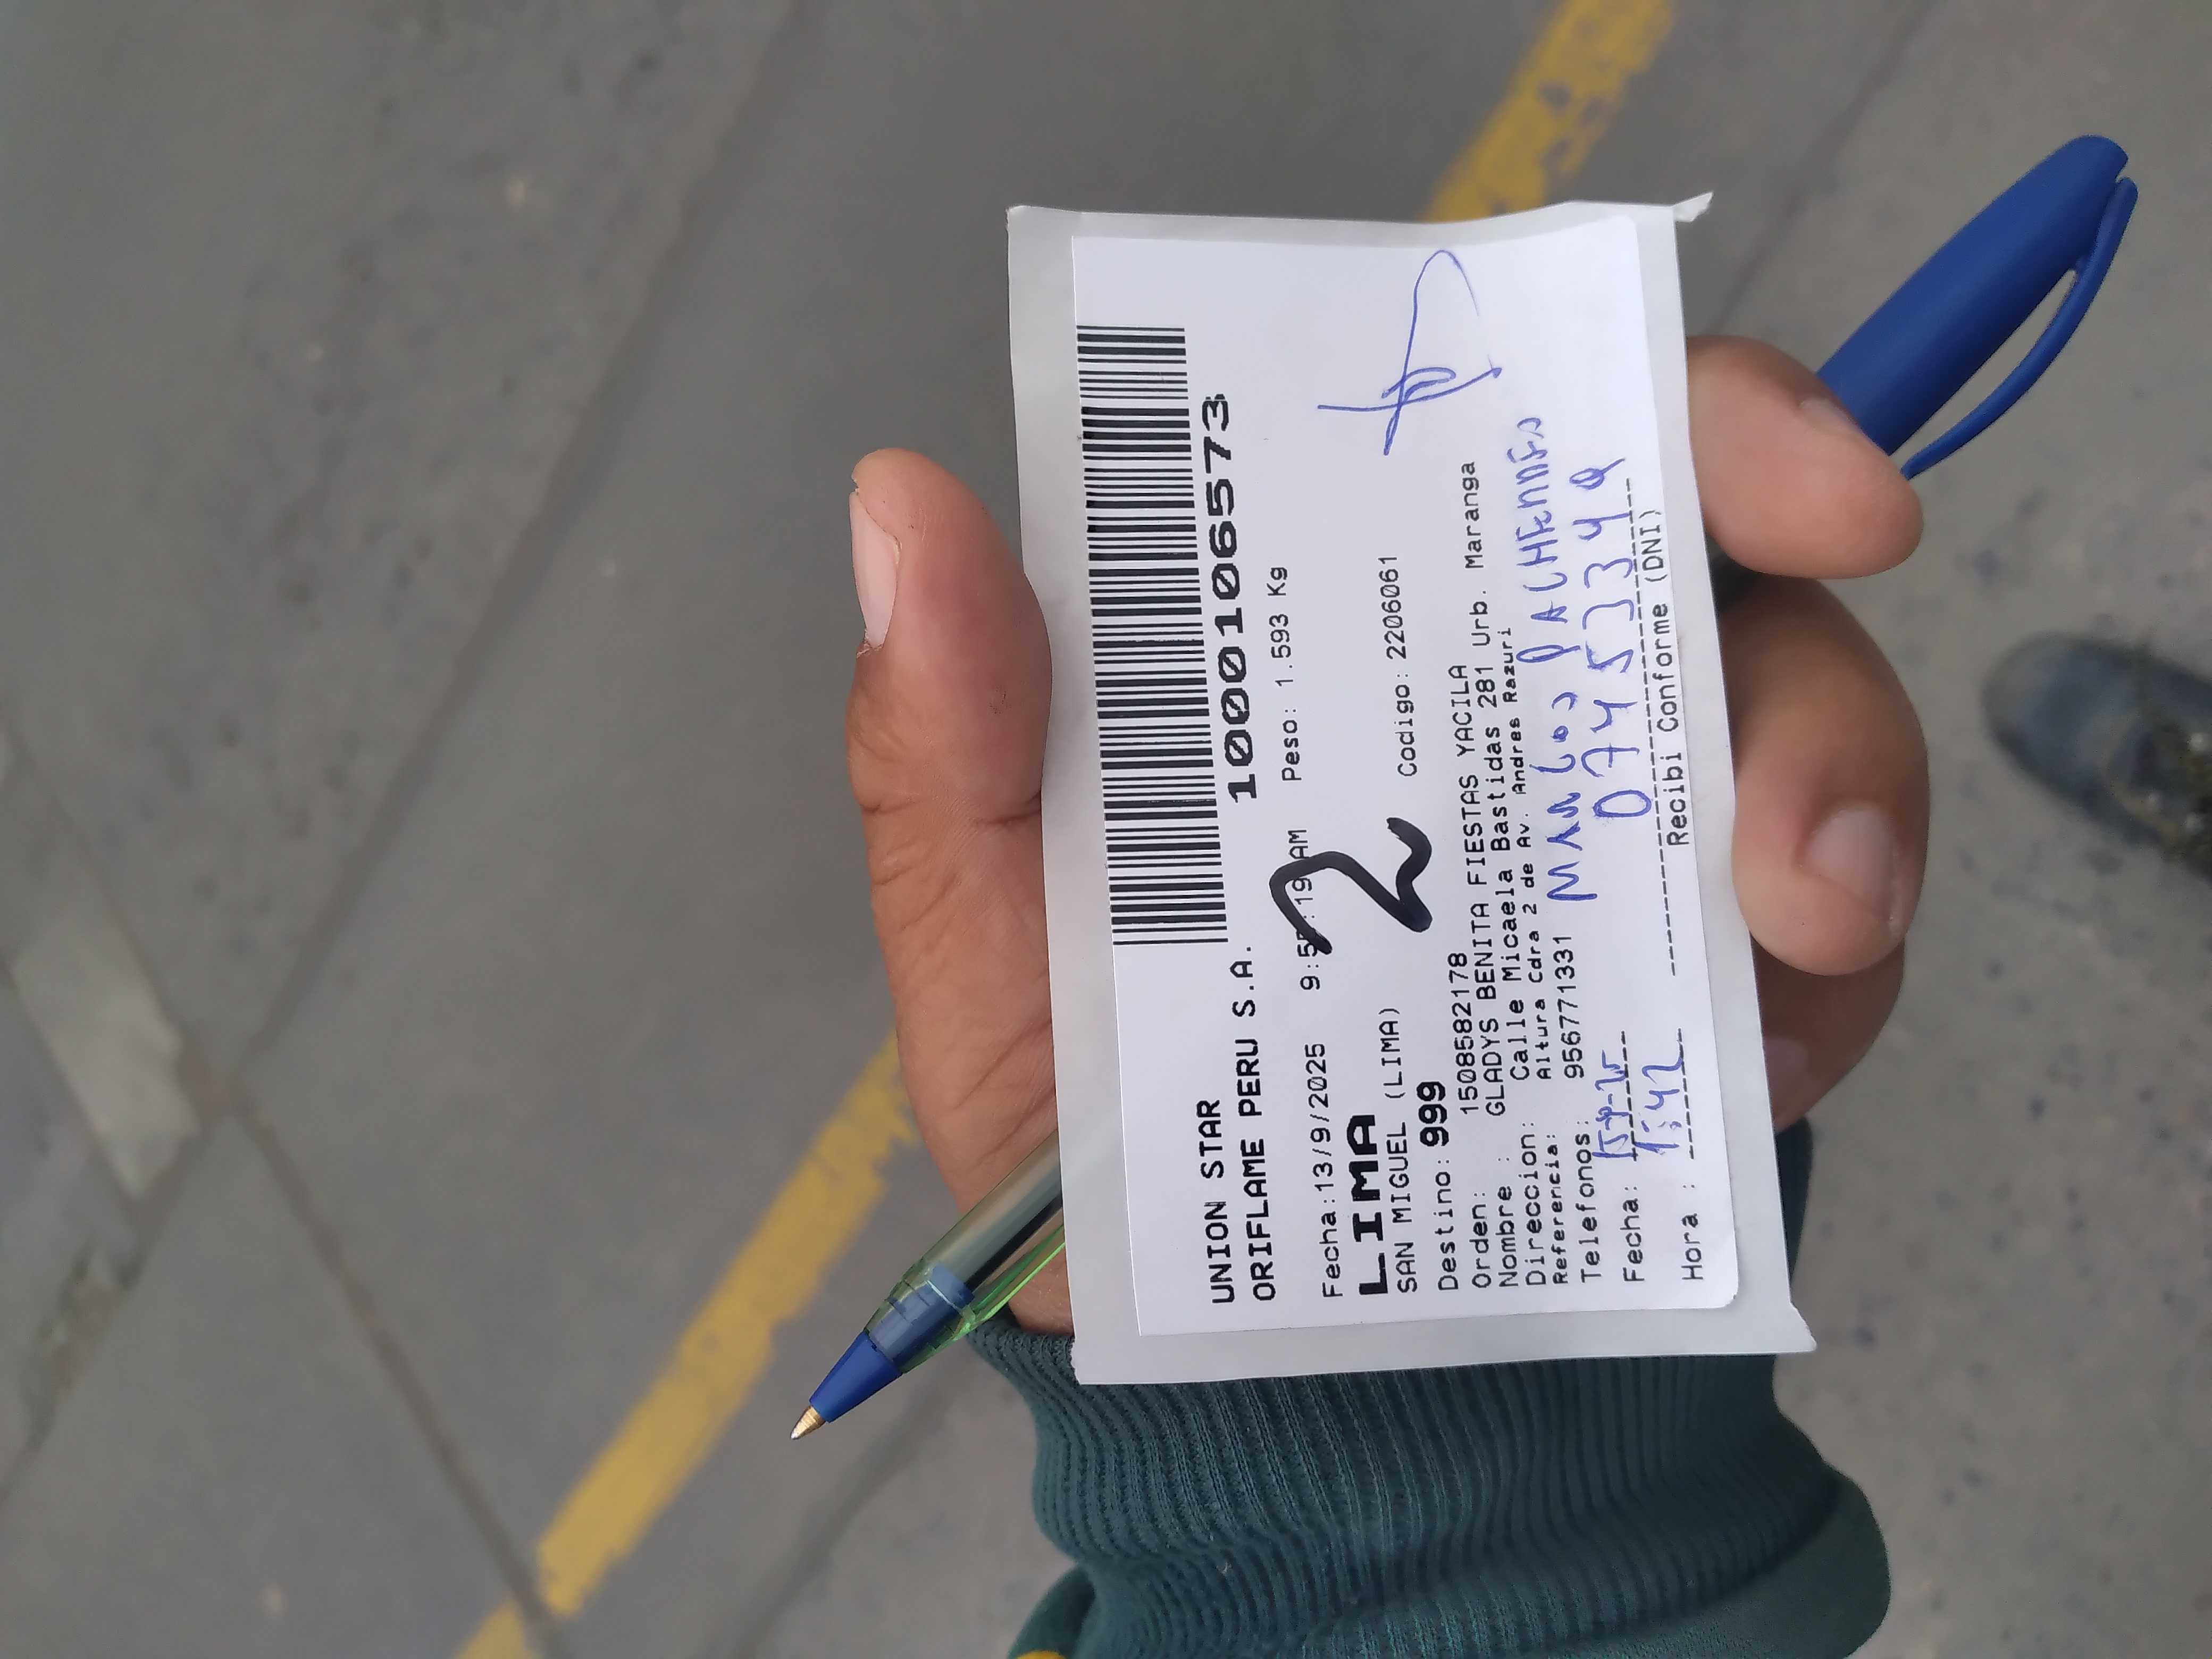 UNION STAR
ORIFLAME PERU S.A. 1000106573
Fecha:13/9/2025 9:5 :19 AM Peso: 1.593 Kg
LIMA 2
SAN MIGUEL (LIMA) Codigo: 2206061
Destino: 999
Orden: 1508582178
Nombre : GLADYS BENITA FIESTAS YACILA
Direccion: Calle Micaela Bastidas 281 Urb. Maranga
Referencia: Altura Cdra 2 de Av. Andres Razuri
Telefonos: 956771331
Fecha:
Hora :
Recibi Conforme (DNI)